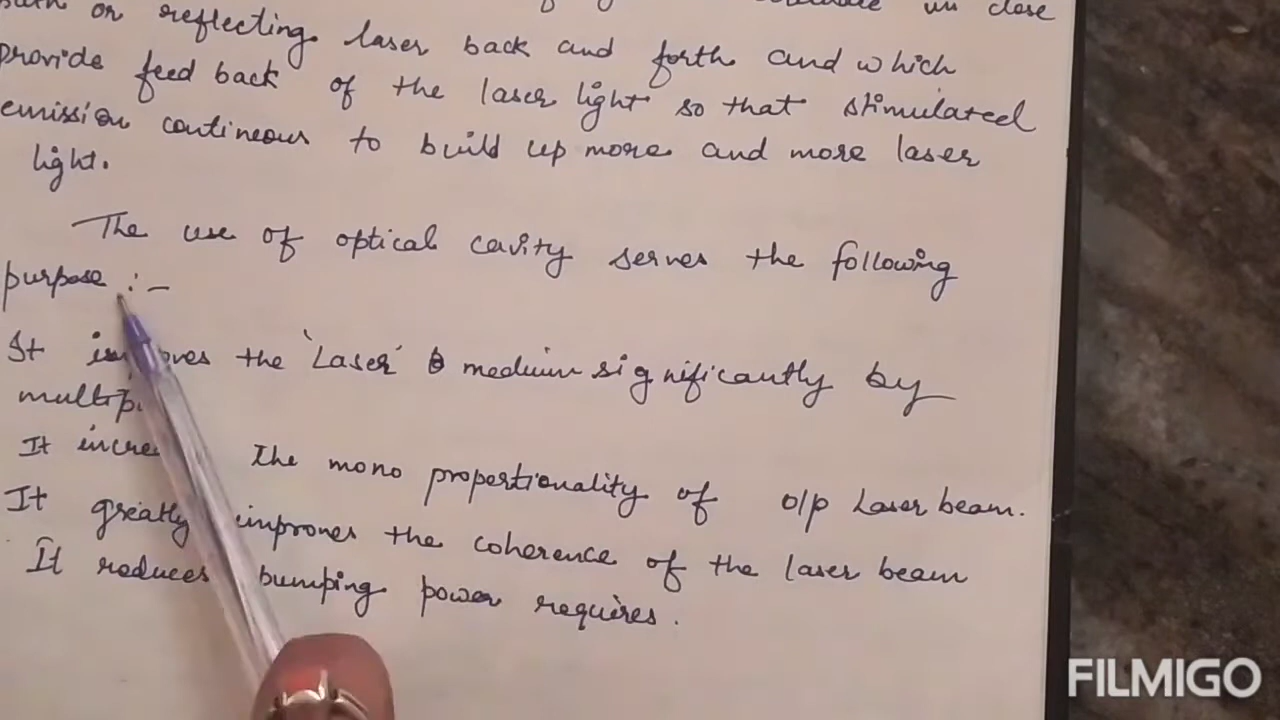 or reflecting laser back and forth and which
provide feed back of the laser light so that stimulated
emission contineous to build up more and more laser
light.
The use of optical cavity serves the following
purpose :-
It the 'Laser' medium significantly by
It the mono proportionality of o/p Laser beam.
It greatly improves the coherence of the laser beam
It reduces bumping power requires.
FILMIGO